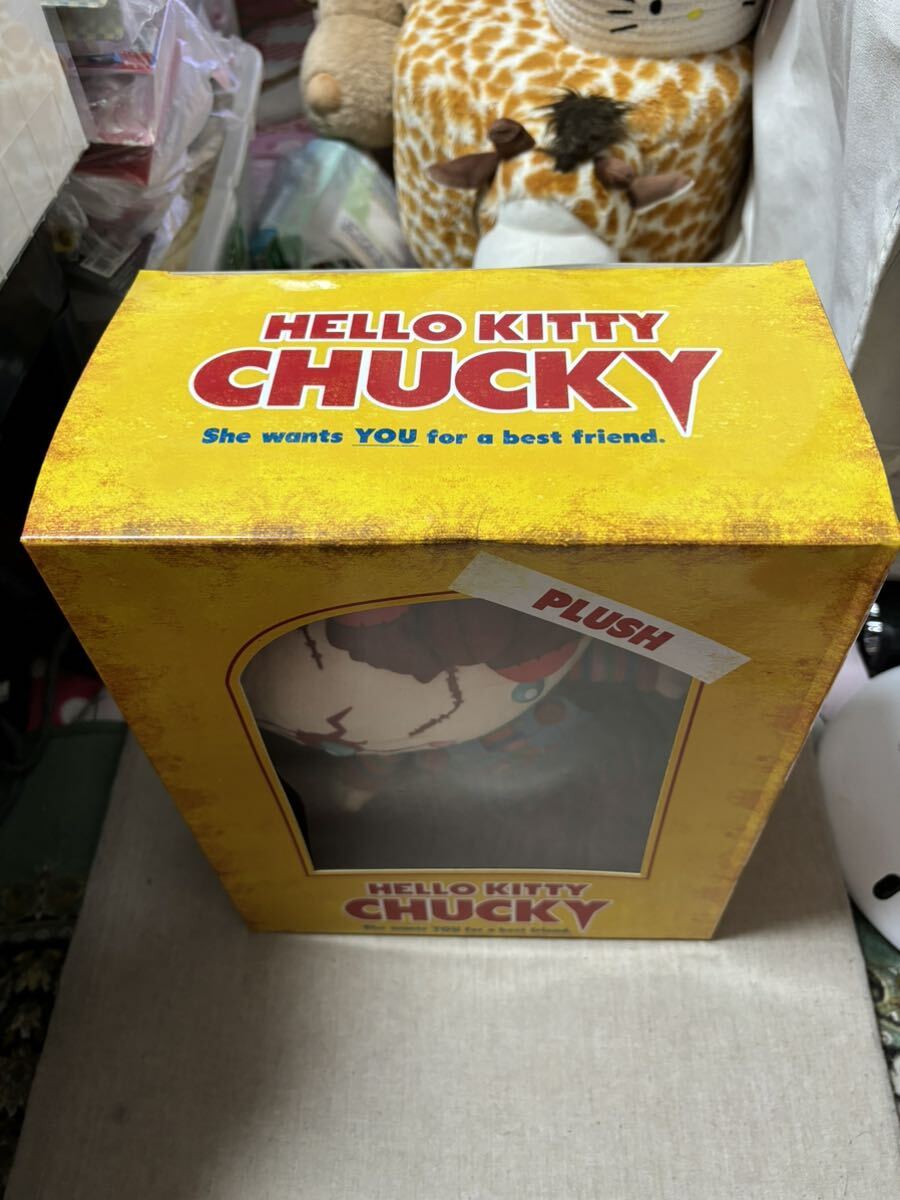 HELLO KITTY
CHUCKY
She wants YOU for a best friend.
PLUSH
HELLO KITTY
CHUCKY
She wants YOU for a best friend.